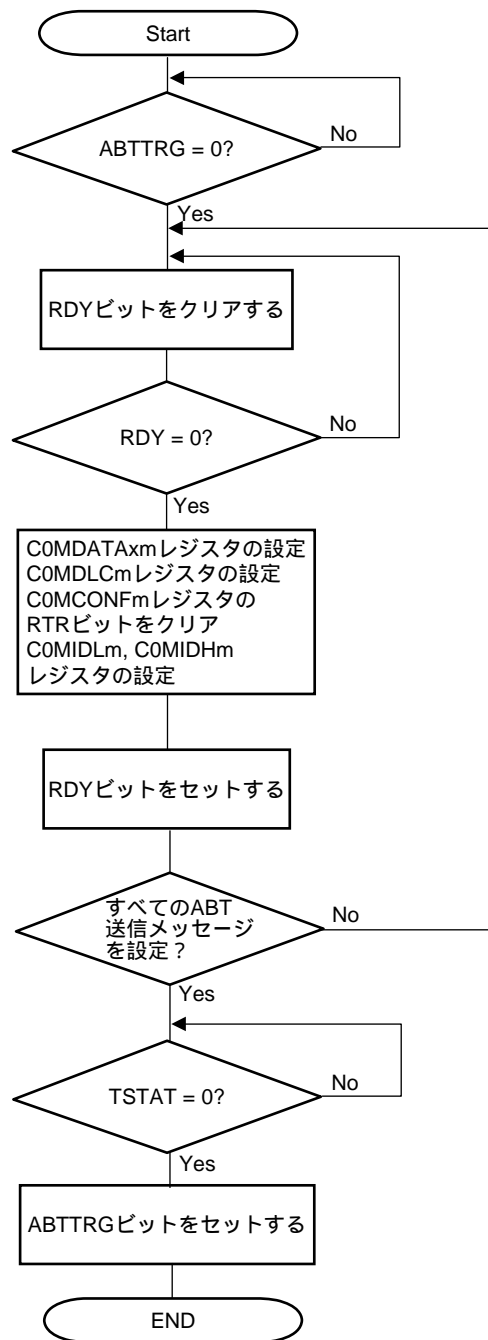 Start
ABTTRG = 0?
No
Yes
RDYビットをクリアする
RDY = 0?
No
Yes
C0MDATAxmレジスタの設定
C0MDLCmレジスタの設定
C0MCONFmレジスタの
RTRビットをクリア
C0MIDLm, C0MIDHm
レジスタの設定
RDYビットをセットする
すべてのABT
送信メッセージ
を設定？
No
Yes
TSTAT = 0?
No
Yes
ABTTRGビットをセットする
END